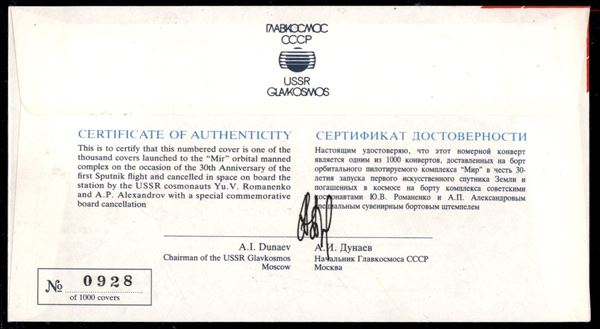 ГЛАВКОСМОС
СССР
USSR
GLAVKOSMOS
CERTIFICATE OF AUTHENTICITY
This is to certify that this numbered cover is one of the
thousand covers launched to the "Mir" orbital manned
complex on the occasion of the 30th Anniversary of the
first Sputnik flight and cancelled in space on board the
station by the USSR cosmonauts Yu.V. Romanenko
and A.P. Alexandrov with a special commemorative
board cancellation
СЕРТИФИКАТ ДОСТОВЕРНОСТИ
Настоящим удостоверяю, что этот номерной конверт
является одним из 1000 конвертов, доставленных на борт
орбитального пилотируемого комплекса "Мир" в честь 30-
летия запуска первого искусственного спутника Земли и
погашенных в космосе на борту комплекса советскими
космонавтами Ю.В. Романенко и А.П. Александровым
специальным сувенирным бортовым штемпелем
A.I. Dunaev
Chairman of the USSR Glavkosmos
Moscow
А.И. Дунаев
Начальник Главкосмоса СССР
Москва
№ 0928
of 1000 covers